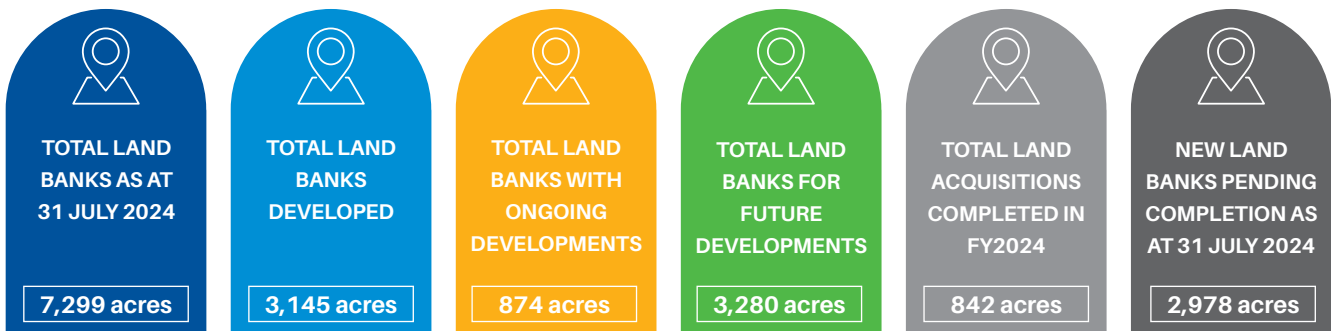 TOTAL LAND
BANKS AS AT
31 JULY 2024
7,299 acres
TOTAL LAND
BANKS
DEVELOPED
3,145 acres
TOTAL LAND
BANKS WITH
ONGOING
DEVELOPMENTS
874 acres
TOTAL LAND
BANKS FOR
FUTURE
DEVELOPMENTS
3,280 acres
TOTAL LAND
ACQUISITIONS
COMPLETED IN
FY2024
842 acres
NEW LAND
BANKS PENDING
COMPLETION AS
AT 31 JULY 2024
2,978 acres